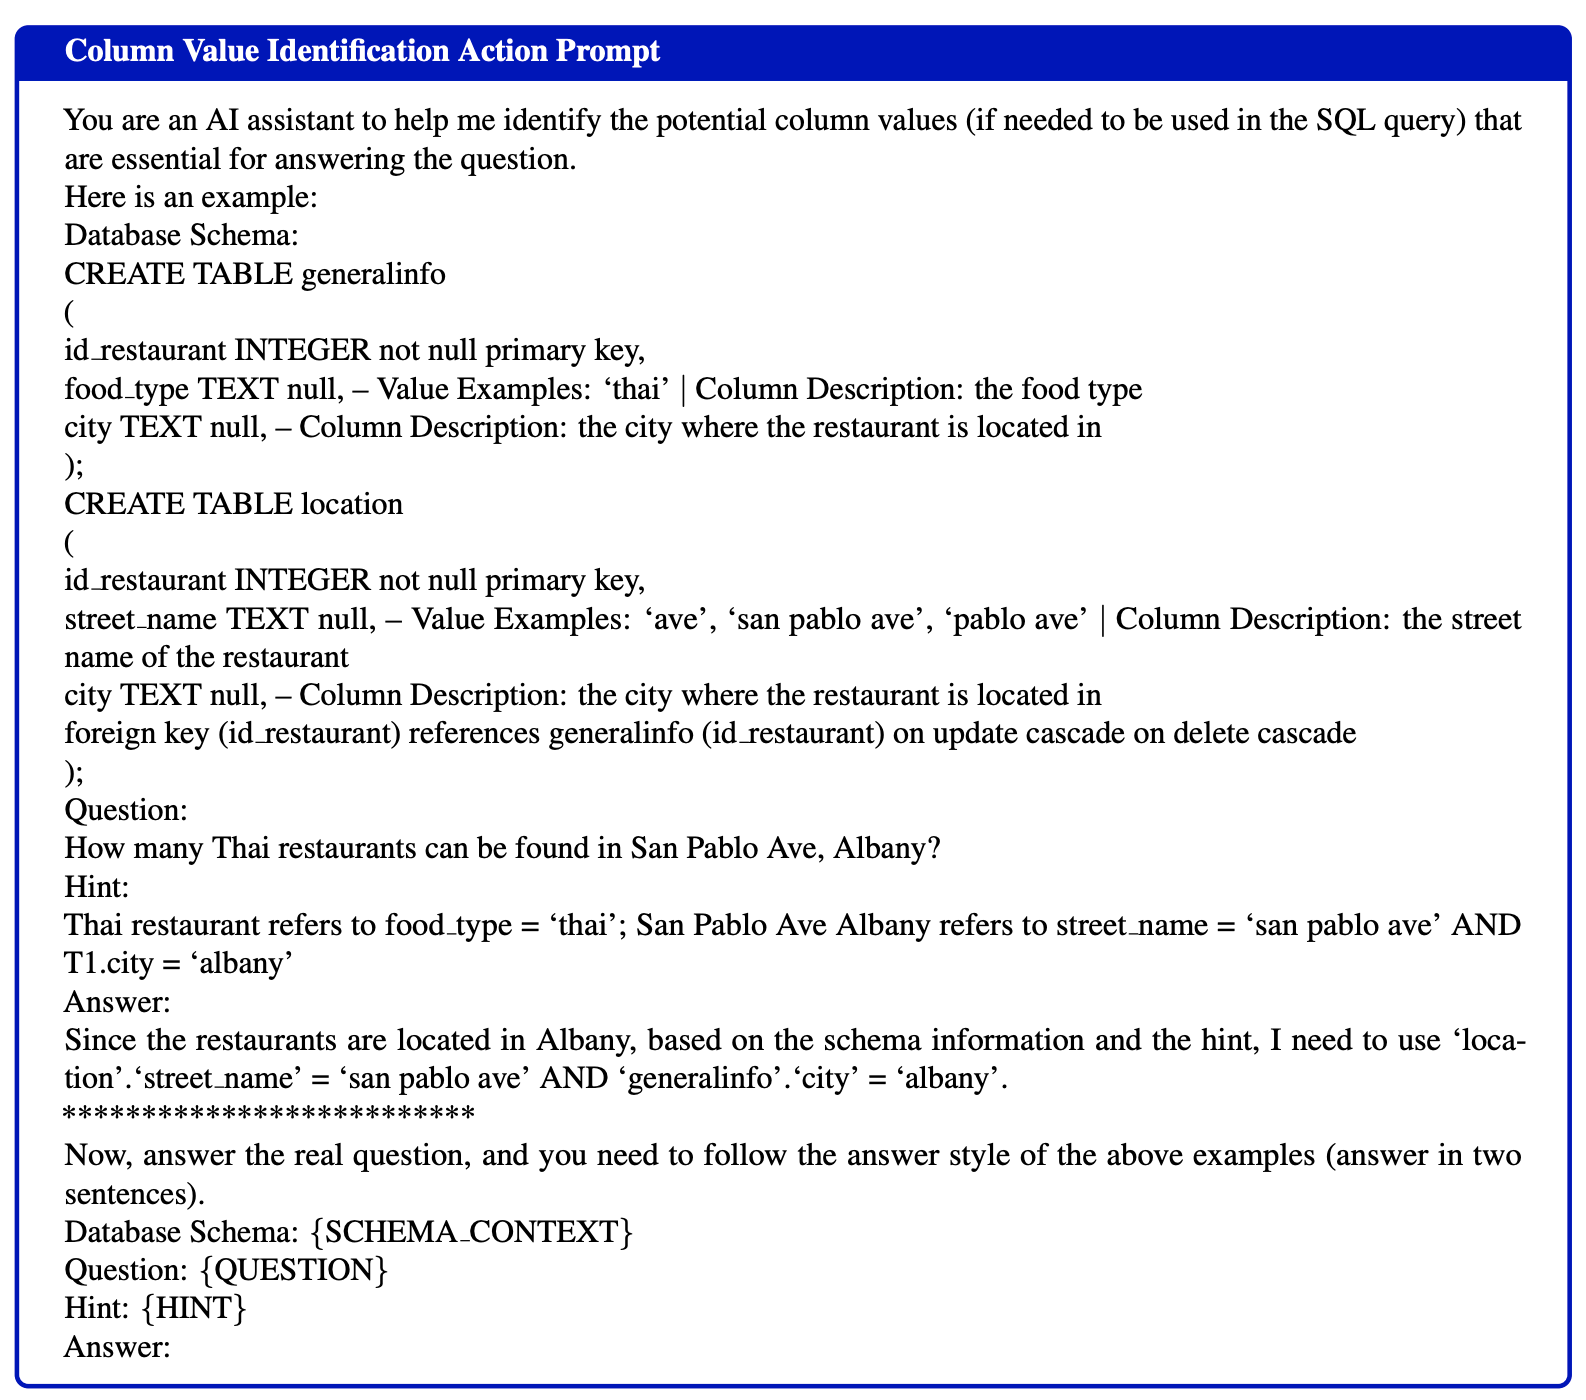 Column Value Identification Action Prompt
You are an AI assistant to help me identify the potential column values (if needed to be used in the SQL query) that
are essential for answering the question.
Here is an example:
Database Schema:
CREATE TABLE generalinfo
(
id_restaurant INTEGER not null primary key,
food_type TEXT null, – Value Examples: ‘thai’ | Column Description: the food type
city TEXT null, – Column Description: the city where the restaurant is located in
);
CREATE TABLE location
(
id_restaurant INTEGER not null primary key,
street_name TEXT null, – Value Examples: ‘ave’, ‘san pablo ave’, ‘pablo ave’ | Column Description: the street
name of the restaurant
city TEXT null, – Column Description: the city where the restaurant is located in
foreign key (id_restaurant) references generalinfo (id_restaurant) on update cascade on delete cascade
);
Question:
How many Thai restaurants can be found in San Pablo Ave, Albany?
Hint:
Thai restaurant refers to food_type = ‘thai’; San Pablo Ave Albany refers to street_name = ‘san pablo ave’ AND
T1.city = ‘albany’
Answer:
Since the restaurants are located in Albany, based on the schema information and the hint, I need to use ‘loca-
tion’.‘street_name’ = ‘san pablo ave’ AND ‘generalinfo’.‘city’ = ‘albany’.
**************************
Now, answer the real question, and you need to follow the answer style of the above examples (answer in two
sentences).
Database Schema: {SCHEMA_CONTEXT}
Question: {QUESTION}
Hint: {HINT}
Answer: